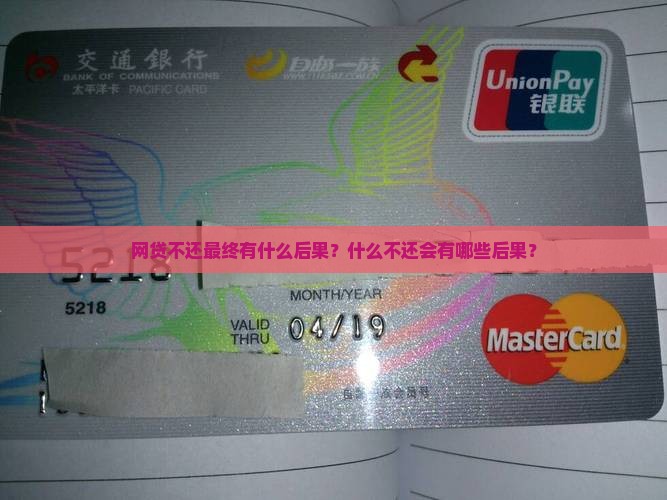 交通銀行
BANK OF COMMUNICATIONS
太平洋卡 PACIFIC CARD
自邮一族
UnionPay
银联
网贷不还最终有什么后果?什么不还会有哪些后果?
5218
5218
MONTH/YEAR
VALID THRU 04/19
MasterCard